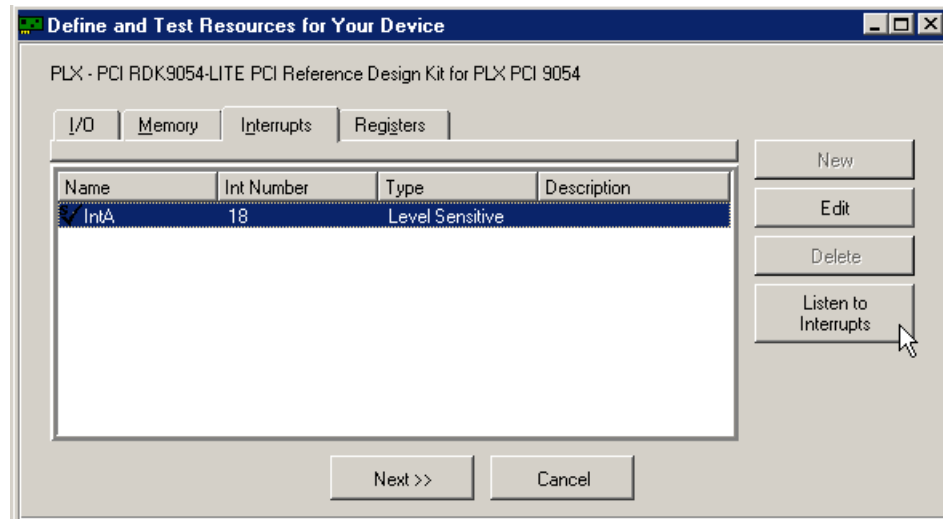 Define and Test Resources for Your Device
PLX - PCI RDK9054-LITE PCI Reference Design Kit for PLX PCI 9054
I/O Memory Interrupts Registers
New
Name Int Number Type Description
IntA 18 Level Sensitive
Edit
Delete
Listen to
Interrupts
Next >> Cancel